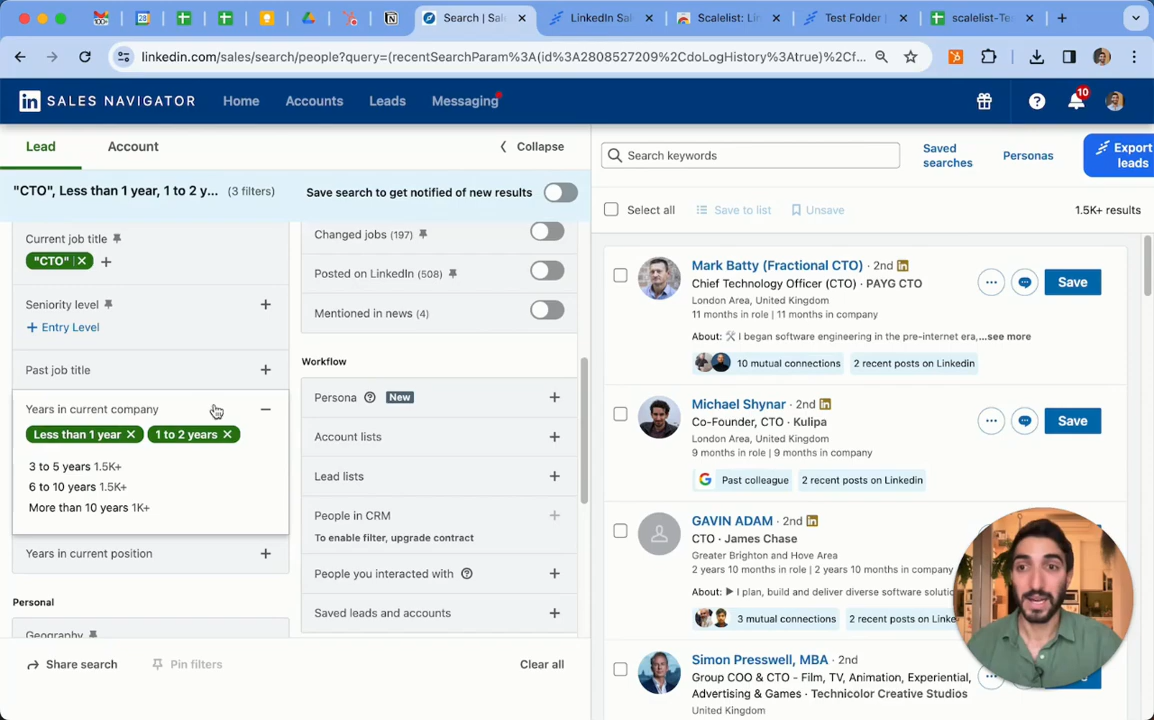 Search | Sale
LinkedIn Sal
Scalelist: Lin
Test Folder |
scalelist-Tes
linkedin.com/sales/search/people?query=(recentSearchParam%3A(id%3A2808527209%2CdoLogHistory%3Atrue)%2Cf...
in SALES NAVIGATOR
Home
Accounts
Leads
Messaging
10
Lead
Account
Collapse
"CTO", Less than 1 year, 1 to 2 y...
(3 filters)
Save search to get notified of new results
Current job title
"CTO"
Seniority level
+ Entry Level
Past job title
Years in current company
Less than 1 year
1 to 2 years
3 to 5 years 1.5K+
6 to 10 years 1.5K+
More than 10 years 1K+
Years in current position
Personal
Geography
Changed jobs (197)
Posted on LinkedIn (508)
Mentioned in news (4)
Workflow
Persona
New
Account lists
Lead lists
People in CRM
To enable filter, upgrade contract
People you interacted with
Saved leads and accounts
Share search
Pin filters
Clear all
Search keywords
Saved
searches
Personas
Export
leads
Select all
Save to list
Unsave
1.5K+ results
Mark Batty (Fractional CTO) · 2nd
Chief Technology Officer (CTO) · PAYG CTO
London Area, United Kingdom
11 months in role | 11 months in company
About: 🛠 I began software engineering in the pre-internet era,...see more
10 mutual connections
2 recent posts on Linkedin
Save
Michael Shynar · 2nd
Co-Founder, CTO · Kulipa
London Area, United Kingdom
9 months in role | 9 months in company
Past colleague
2 recent posts on Linkedin
Save
GAVIN ADAM · 2nd
CTO · James Chase
Greater Brighton and Hove Area
2 years 10 months in role | 2 years 10 months in company
About: ▶ I plan, build and deliver diverse software solutio
3 mutual connections
2 recent posts on Linke
Simon Presswell, MBA · 2nd
Group COO & CTO - Film, TV, Animation, Experiential,
Advertising & Games · Technicolor Creative Studios
United Kingdom